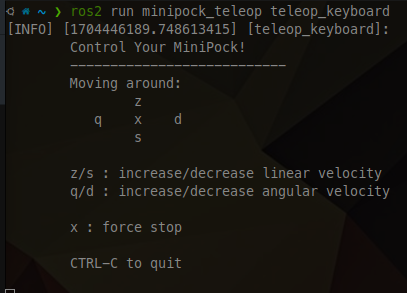 ~ ❯ ros2 run minipock_teleop teleop_keyboard
[INFO] [1704446189.748613415] [teleop_keyboard]:
Control Your MiniPock!
---------------------------
Moving around:
z
q x d
s
z/s : increase/decrease linear velocity
q/d : increase/decrease angular velocity
x : force stop
CTRL-C to quit